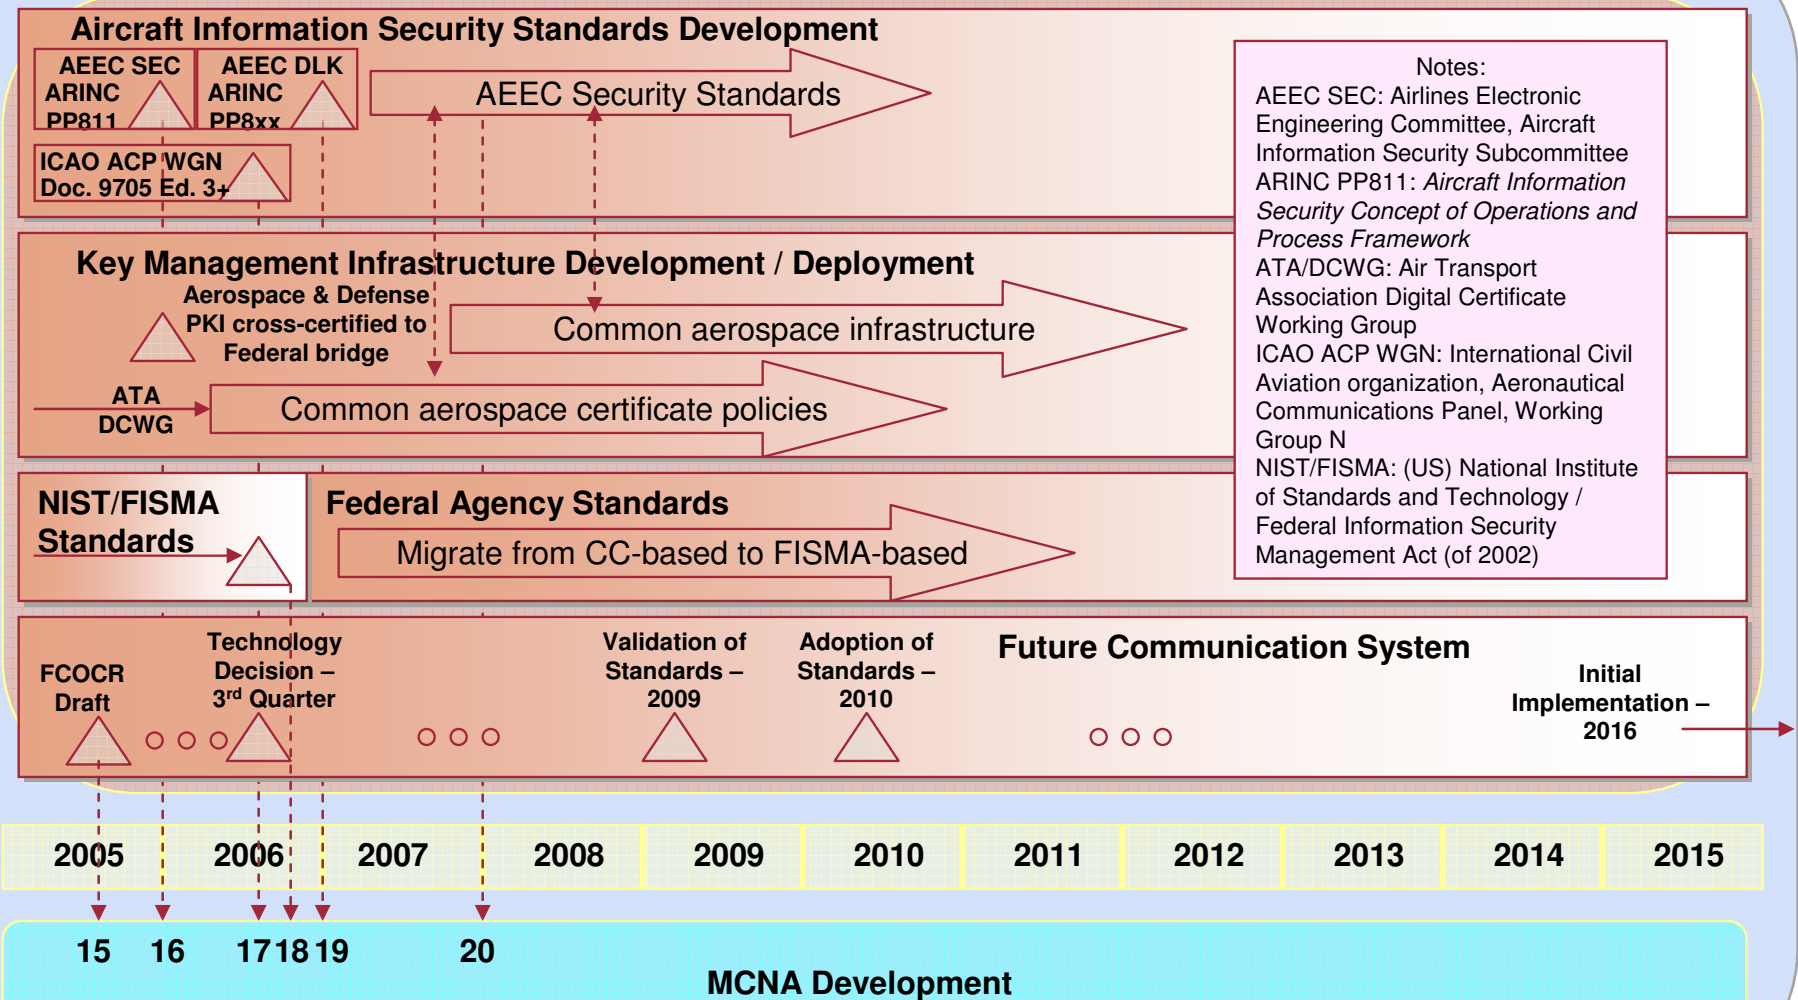 Aircraft Information Security Standards Development
AEEC SEC
ARINC
PP811
AEEC DLK
ARINC
PP8xx
AEEC Security Standards
ICAO ACP WGN
Doc. 9705 Ed. 3+
Notes:
AEEC SEC: Airlines Electronic
Engineering Committee, Aircraft
Information Security Subcommittee
ARINC PP811: Aircraft Information
Security Concept of Operations and
Process Framework
ATA/DCWG: Air Transport
Association Digital Certificate
Working Group
ICAO ACP WGN: International Civil
Aviation organization, Aeronautical
Communications Panel, Working
Group N
NIST/FISMA: (US) National Institute
of Standards and Technology /
Federal Information Security
Management Act (of 2002)
Key Management Infrastructure Development / Deployment
Aerospace & Defense
PKI cross-certified to
Federal bridge
Common aerospace infrastructure
ATA
DCWG
Common aerospace certificate policies
NIST/FISMA
Standards
Federal Agency Standards
Migrate from CC-based to FISMA-based
FCOCR
Draft
Technology
Decision –
3rd Quarter
Validation of
Standards –
2009
Adoption of
Standards –
2010
Future Communication System
Initial
Implementation –
2016
2005 2006 2007 2008 2009 2010 2011 2012 2013 2014 2015
15 16 17 18 19 20
MCNA Development